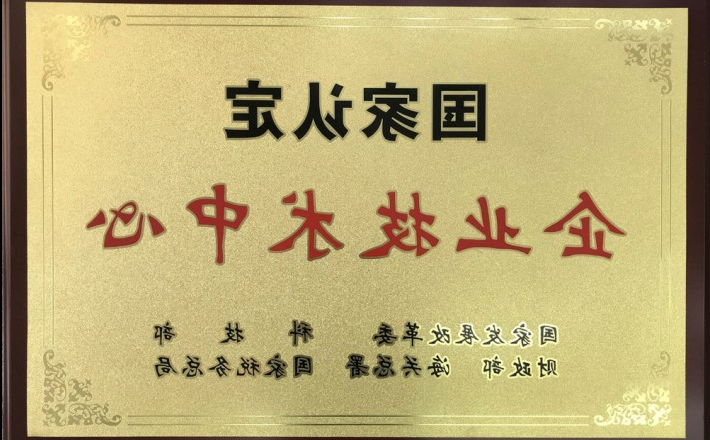 国家认定
企业技术中心
国家发展改革委 科技部
财政部 海关总署 国家税务总局